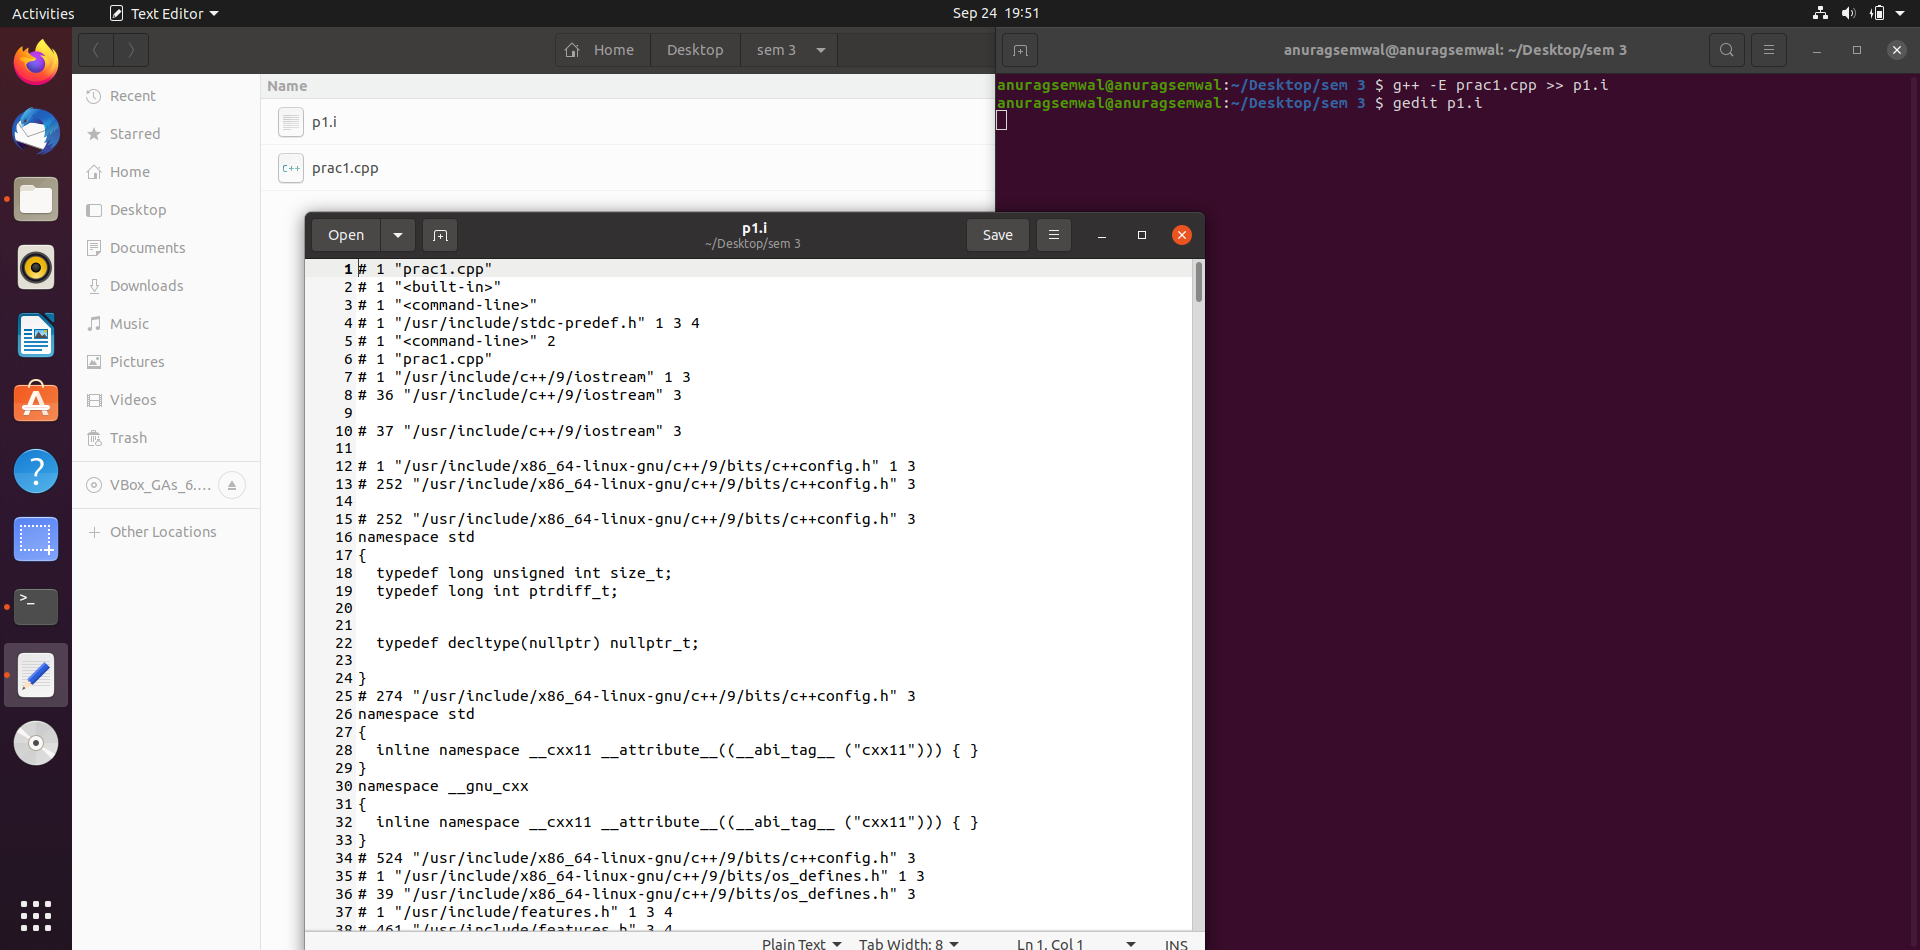 Activities
Text Editor
Sep 24 19:51
Home
Desktop
sem 3
anuragsemwal@anuragsemwal: ~/Desktop/sem 3
Recent
Starred
Home
Desktop
Documents
Downloads
Music
Pictures
Videos
Trash
VBox_GAs_6....
+ Other Locations
Name
p1.i
C++
prac1.cpp
anuragsemwal@anuragsemwal:~/Desktop/sem 3 $ g++ -E prac1.cpp >> p1.i
anuragsemwal@anuragsemwal:~/Desktop/sem 3 $ gedit p1.i
Open
p1.i
~/Desktop/sem 3
Save
1 # 1 "prac1.cpp"
2 # 1 "<built-in>"
3 # 1 "<command-line>"
4 # 1 "/usr/include/stdc-predef.h" 1 3 4
5 # 1 "<command-line>" 2
6 # 1 "prac1.cpp"
7 # 1 "/usr/include/c++/9/iostream" 1 3
8 # 36 "/usr/include/c++/9/iostream" 3
9
10 # 37 "/usr/include/c++/9/iostream" 3
11
12 # 1 "/usr/include/x86_64-linux-gnu/c++/9/bits/c++config.h" 1 3
13 # 252 "/usr/include/x86_64-linux-gnu/c++/9/bits/c++config.h" 3
14
15 # 252 "/usr/include/x86_64-linux-gnu/c++/9/bits/c++config.h" 3
16 namespace std
17 {
18   typedef long unsigned int size_t;
19   typedef long int ptrdiff_t;
20
21
22   typedef decltype(nullptr) nullptr_t;
23
24 }
25 # 274 "/usr/include/x86_64-linux-gnu/c++/9/bits/c++config.h" 3
26 namespace std
27 {
28   inline namespace __cxx11 __attribute__((__abi_tag__ ("cxx11"))) { }
29 }
30 namespace __gnu_cxx
31 {
32   inline namespace __cxx11 __attribute__((__abi_tag__ ("cxx11"))) { }
33 }
34 # 524 "/usr/include/x86_64-linux-gnu/c++/9/bits/c++config.h" 3
35 # 1 "/usr/include/x86_64-linux-gnu/c++/9/bits/os_defines.h" 1 3
36 # 39 "/usr/include/x86_64-linux-gnu/c++/9/bits/os_defines.h" 3
37 # 1 "/usr/include/features.h" 1 3 4
38 # 461 "/usr/include/features.h" 3 4
Plain Text
Tab Width: 8
Ln 1, Col 1
INS